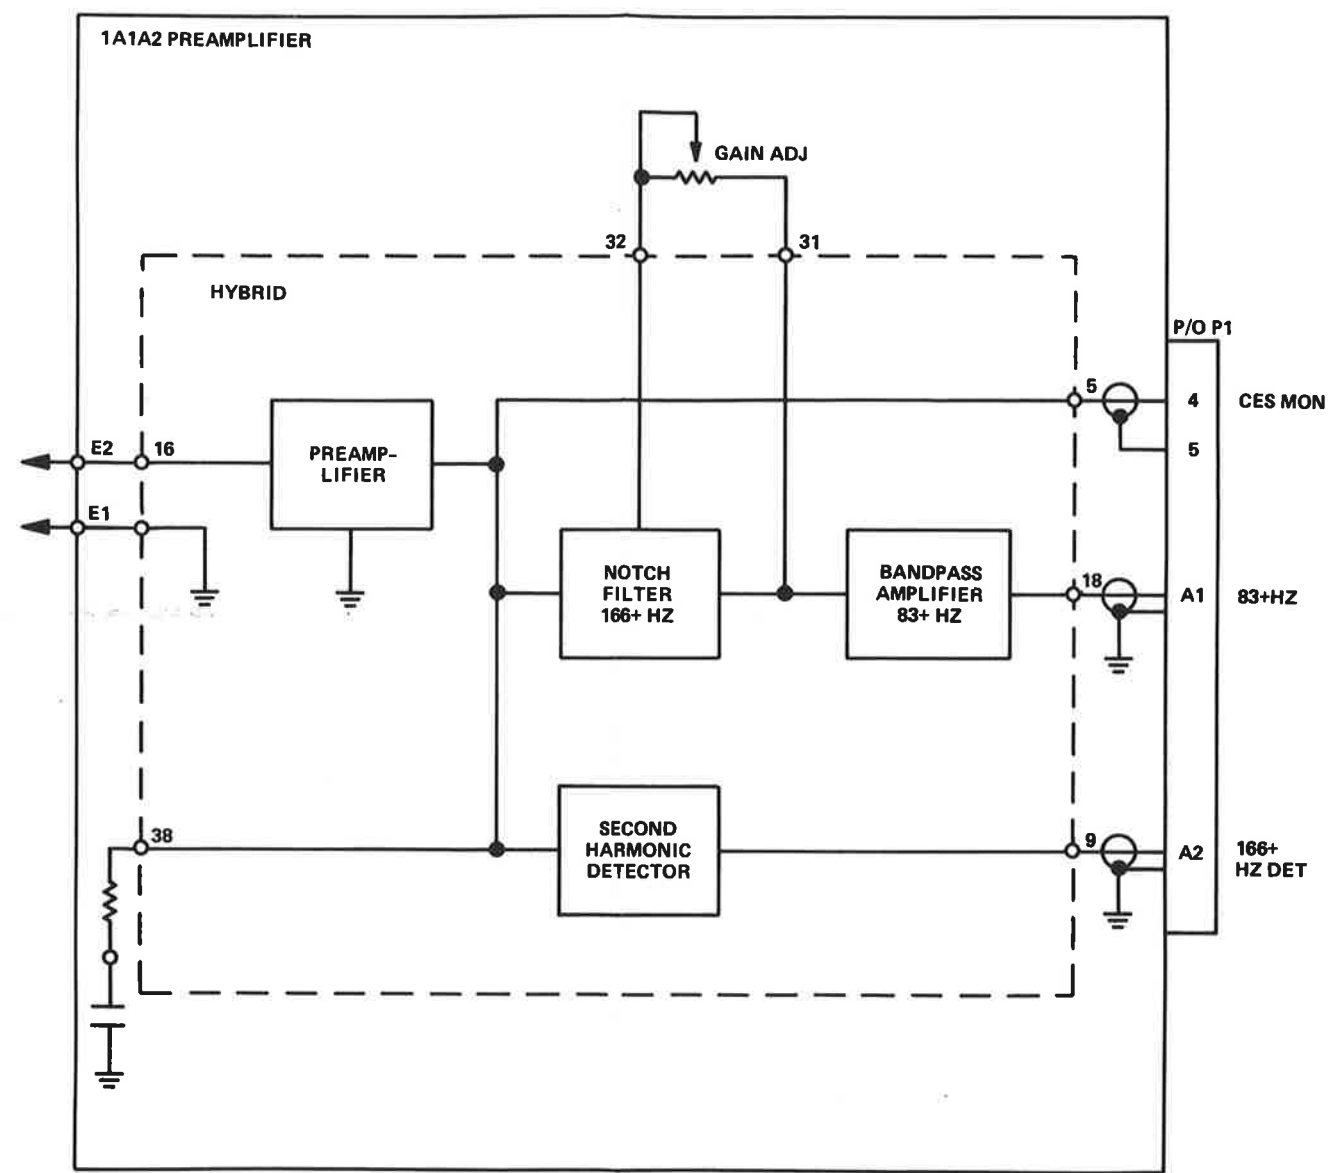 1A1A2 PREAMPLIFIER
GAIN ADJ
32
31
HYBRID
P/O P1
5
4
CES MON
E2
16
PREAMP-
LIFIER
5
E1
NOTCH
FILTER
166+ HZ
BANDPASS
AMPLIFIER
83+ HZ
18
A1
83+HZ
38
SECOND
HARMONIC
DETECTOR
9
A2
166+
HZ DET